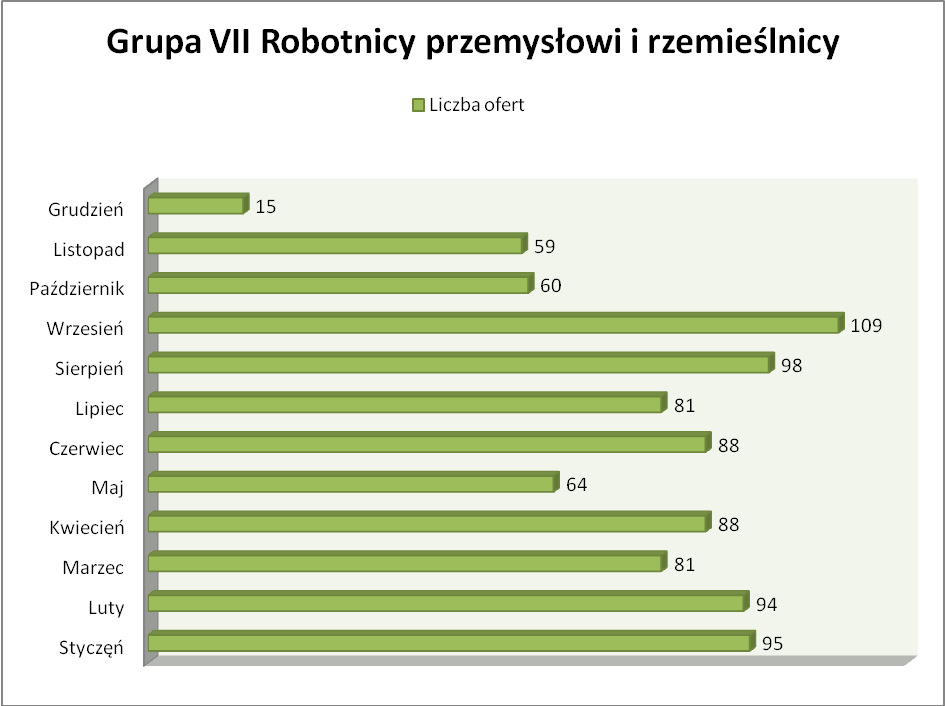 Grupa VII Robotnicy przemysłowi i rzemieślnicy
Liczba ofert
Grudzień 15
Listopad 59
Październik 60
Wrzesień 109
Sierpień 98
Lipiec 81
Czerwiec 88
Maj 64
Kwiecień 88
Marzec 81
Luty 94
Styczęń 95